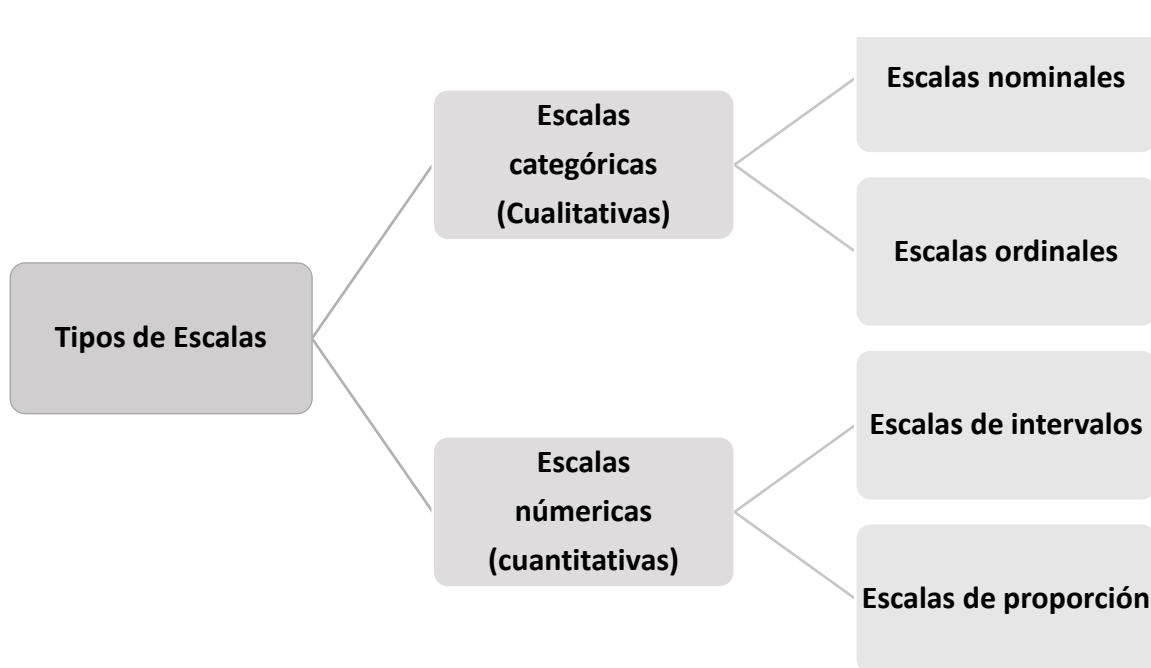 Tipos de Escalas
Escalas
categóricas
(Cualitativas)
Escalas nominales
Escalas ordinales
Escalas
númericas
(cuantitativas)
Escalas de intervalos
Escalas de proporción